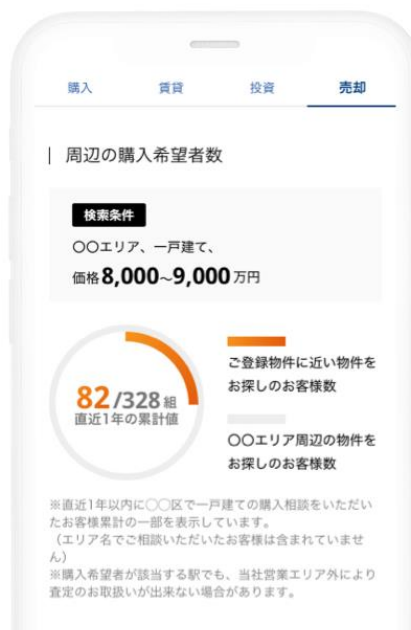 購入 賃貸 投資 売却
周辺の購入希望者数
検索条件
〇〇エリア、一戸建て、
価格8,000~9,000万円
ご登録物件に近い物件を
お探しのお客様数
82/328組
直近1年の累計値
〇〇エリア周辺の物件を
お探しのお客様数
※直近1年以内に〇〇区で一戸建ての購入相談をいただい
たお客様累計の一部を表示しています。
（エリア名でご相談いただいたお客様は含まれていませ
ん）
※購入希望者が該当する駅でも、当社営業エリア外により
査定のお取扱いが出来ない場合があります。